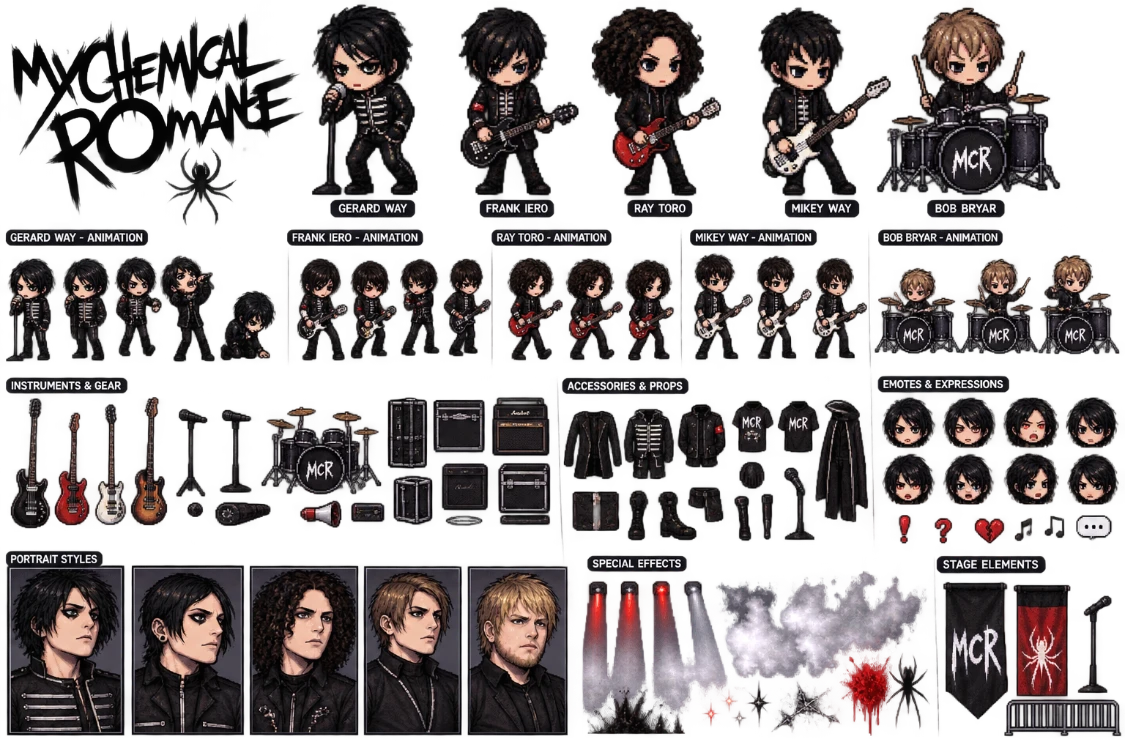 MY CHEMICAL
ROMANCE
GERARD WAY
FRANK IERO
RAY TORO
MIKEY WAY
MCR
BOB BRYAR
GERARD WAY - ANIMATION
FRANK IERO - ANIMATION
RAY TORO - ANIMATION
MIKEY WAY - ANIMATION
BOB BRYAR - ANIMATION
MCR
MCR
MCR
INSTRUMENTS & GEAR
MCR
ACCESSORIES & PROPS
MCR
MCR
EMOTES & EXPRESSIONS
! ?
PORTRAIT STYLES
SPECIAL EFFECTS
STAGE ELEMENTS
MCR